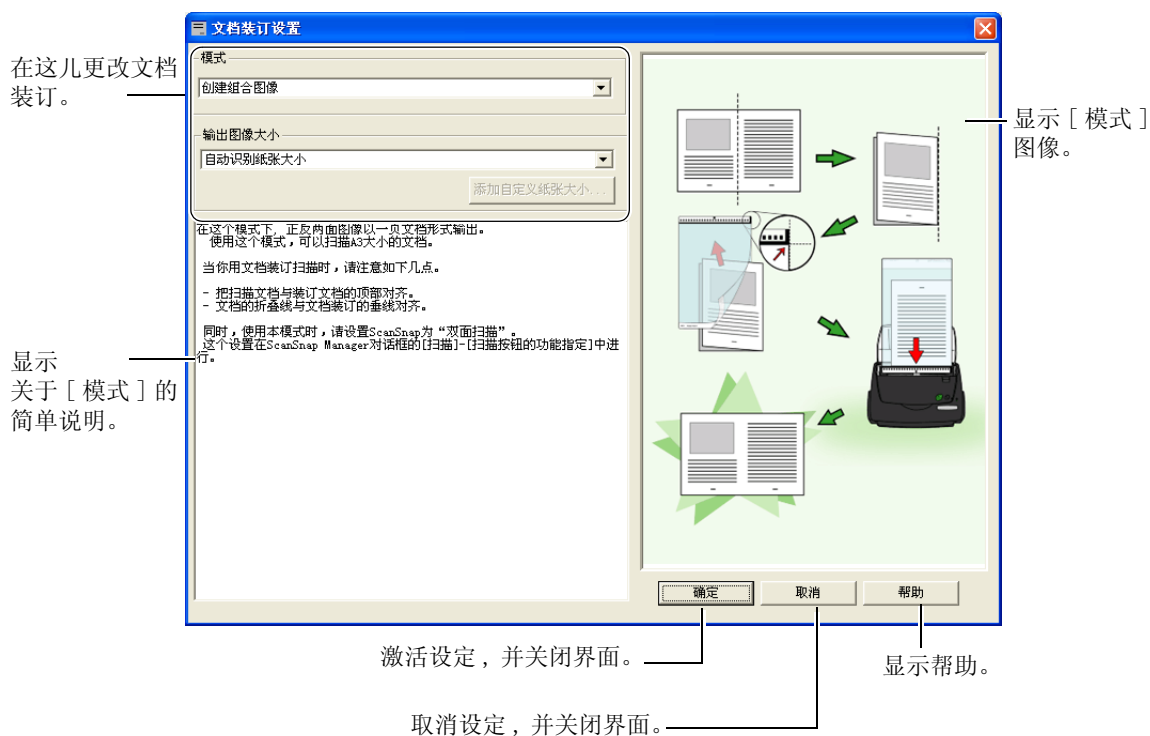 文档装订设置
在这儿更改文档
装订。
模式
创建组合图像
输出图像大小
自动识别纸张大小
添加自定义纸张大小...
在这个模式下,正反两面图像以一页文档形式输出。
使用这个模式,可以扫描A3大小的文档。
当你用文档装订扫描时,请注意如下几点。
- 把扫描文档与装订文档的顶部对齐。
- 文档的折叠线与文档装订的垂线对齐。
同时,使用本模式时,请设置ScanSnap为“双面扫描”。
这个设置在ScanSnap Manager对话框的[扫描]-[扫描按钮的功能指定]中进
行。
显示
关于[模式]的
简单说明。
显示[模式]
图像。
确定
取消
帮助
激活设定,并关闭界面。
显示帮助。
取消设定,并关闭界面。